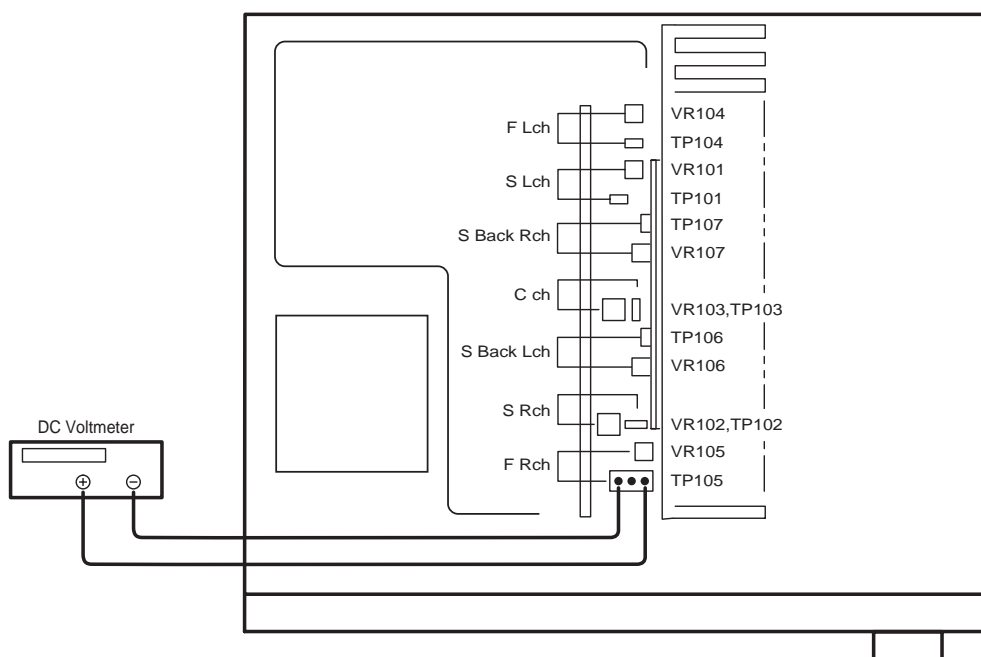 VR104
F Lch
TP104
VR101
S Lch
TP101
TP107
S Back Rch
VR107
C ch
VR103,TP103
TP106
S Back Lch
VR106
S Rch
VR102,TP102
DC Voltmeter
VR105
F Rch
TP105
+ −